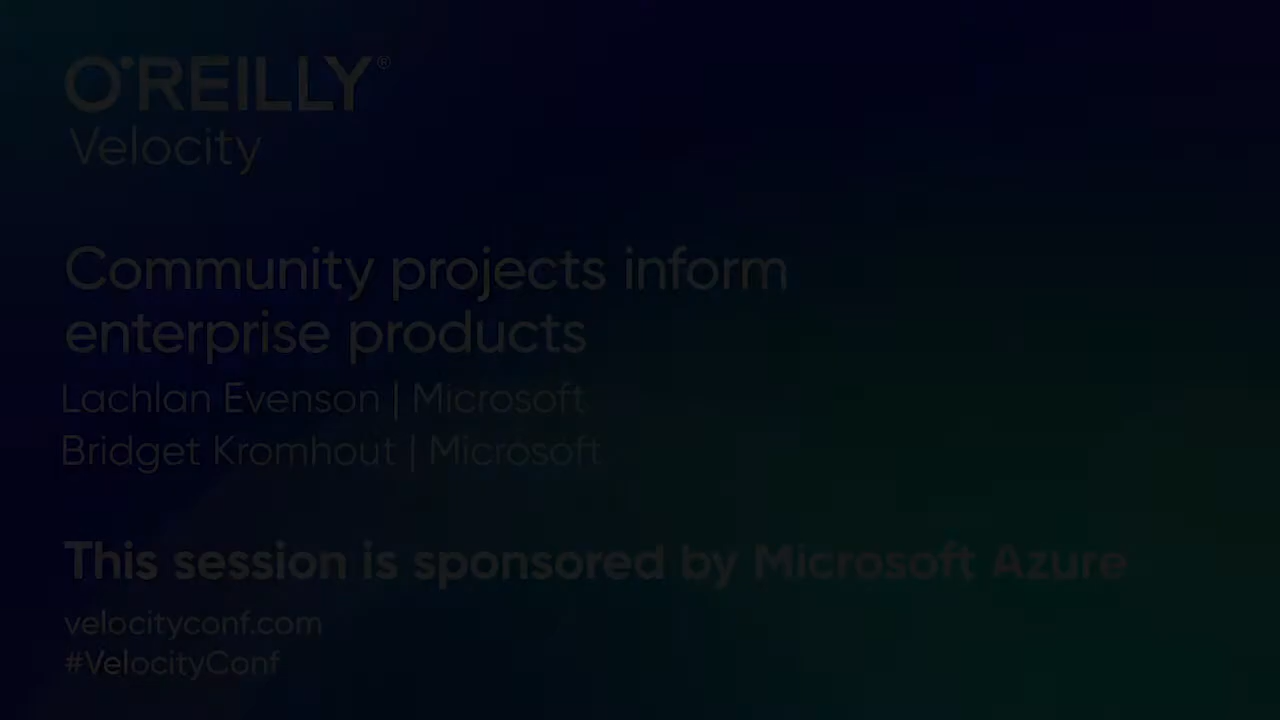 O'REILLY®
Velocity
Community projects inform
enterprise products
Lachlan Evenson | Microsoft
Bridget Kromhout | Microsoft
This session is sponsored by Microsoft Azure
velocityconf.com
#VelocityConf